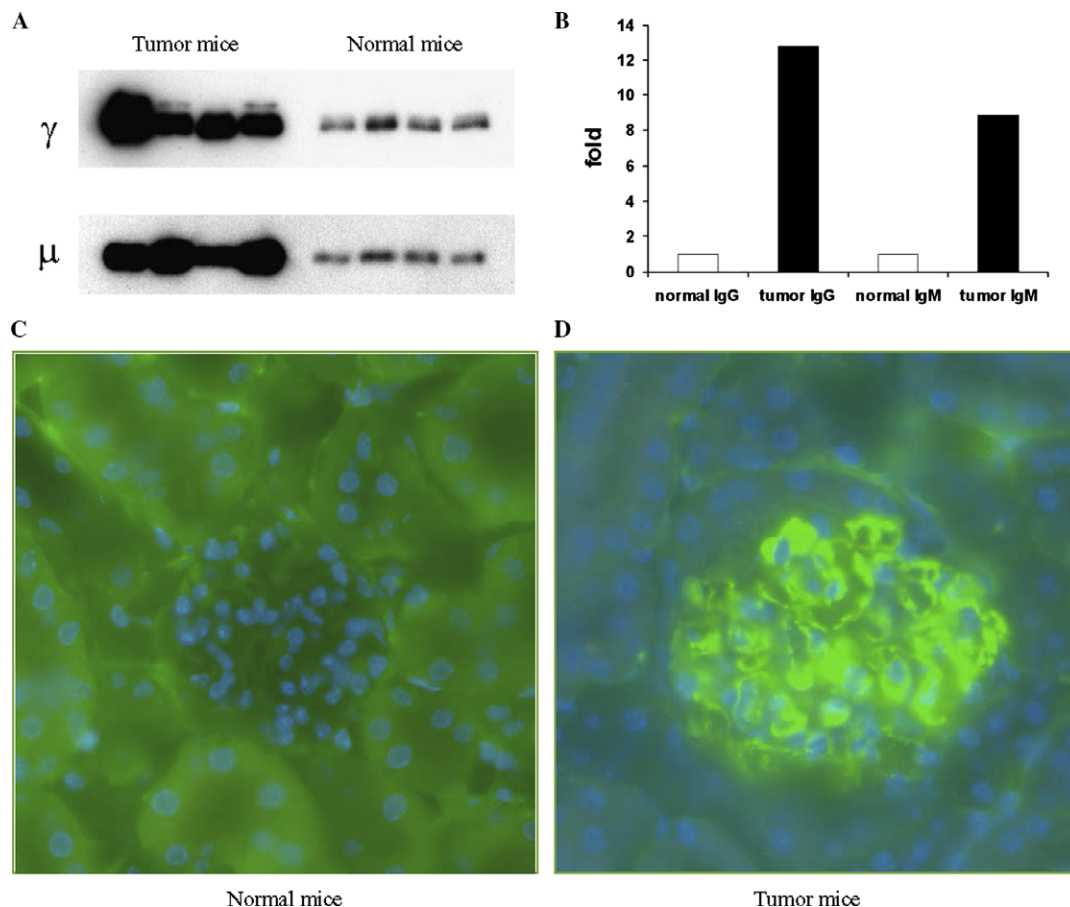 A
Tumor mice
Normal mice
γ
μ
B
14
12
10
8
6
4
2
0
fold
normal IgG
tumor IgG
normal IgM
tumor IgM
C
D
Normal mice
Tumor mice